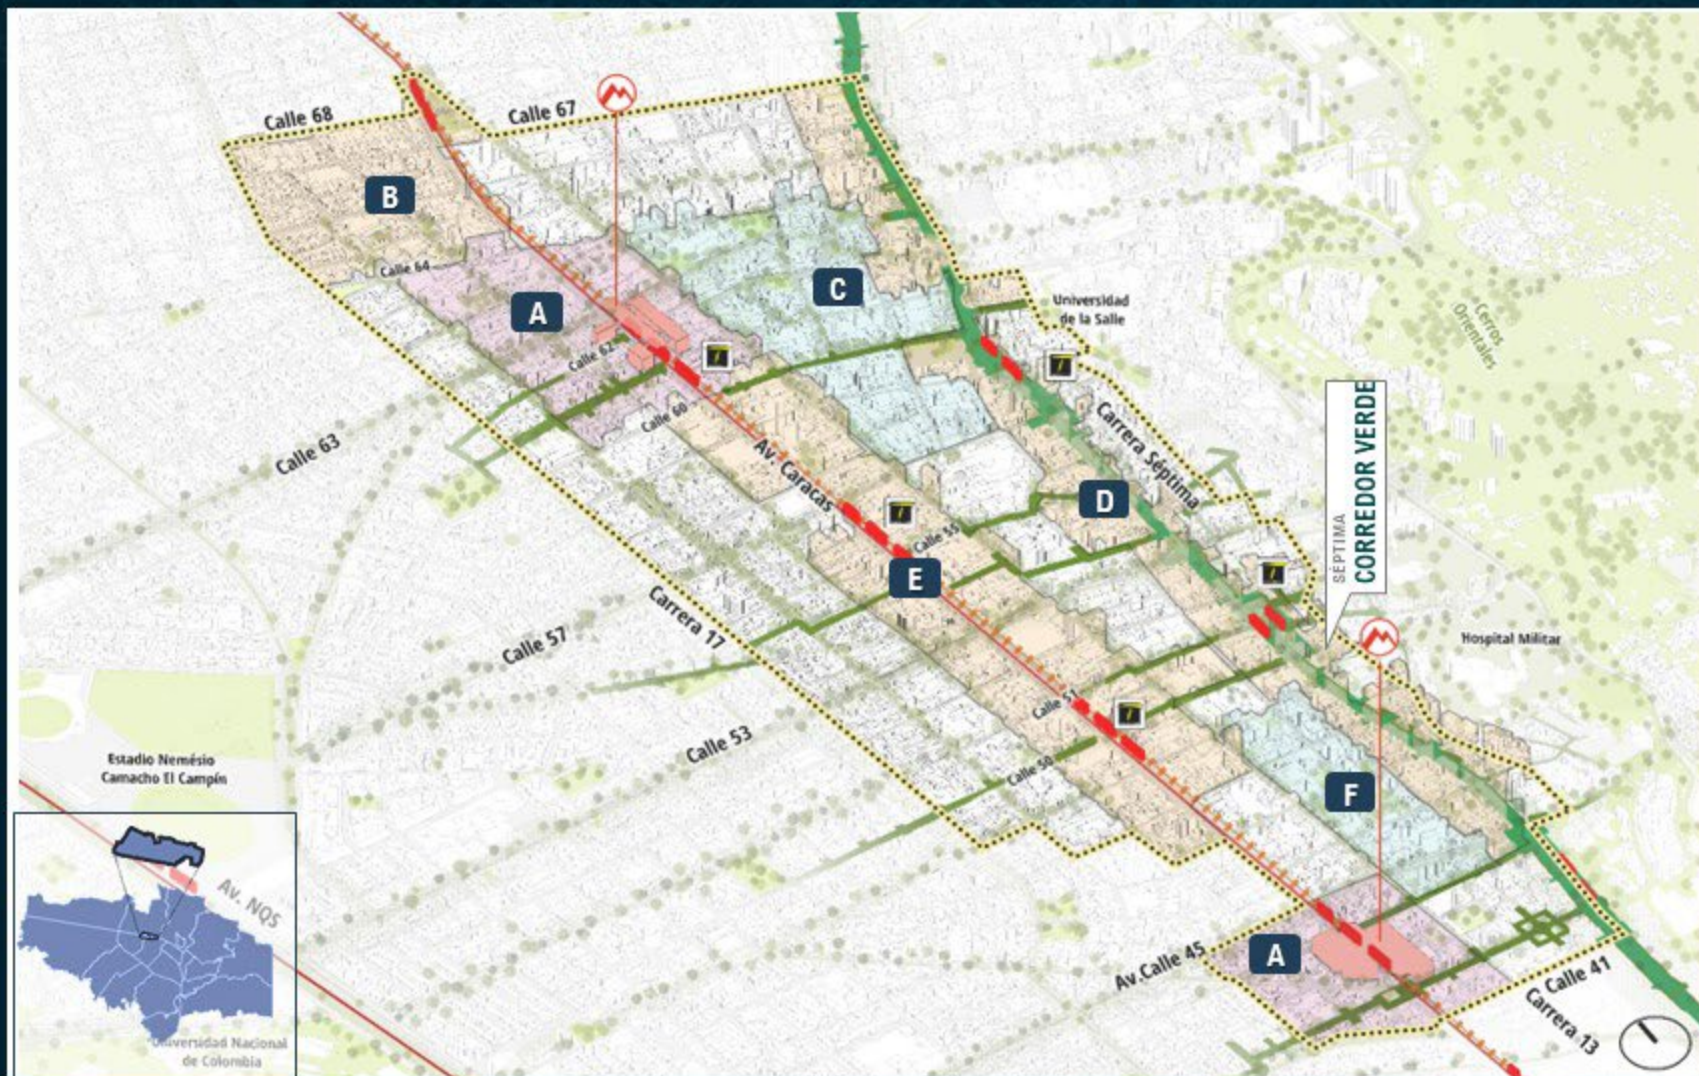 Calle 68
Calle 67
B
Calle 64
A
C
Universidad
de la Salle
Cerros
Orientales
Calle 62
Calle 60
Calle 63
Av. Caracas
Carrera Séptima
D
SÉPTIMA
CORREDOR VERDE
Calle 55
E
Carrera 17
Calle 57
Hospital Militar
Calle 51
Calle 53
Calle 50
Estadio Nemésio
Camacho El Campín
F
Av. NQS
A
Av.Calle 45
Calle 41
Carrera 13
Universidad Nacional
de Colombia